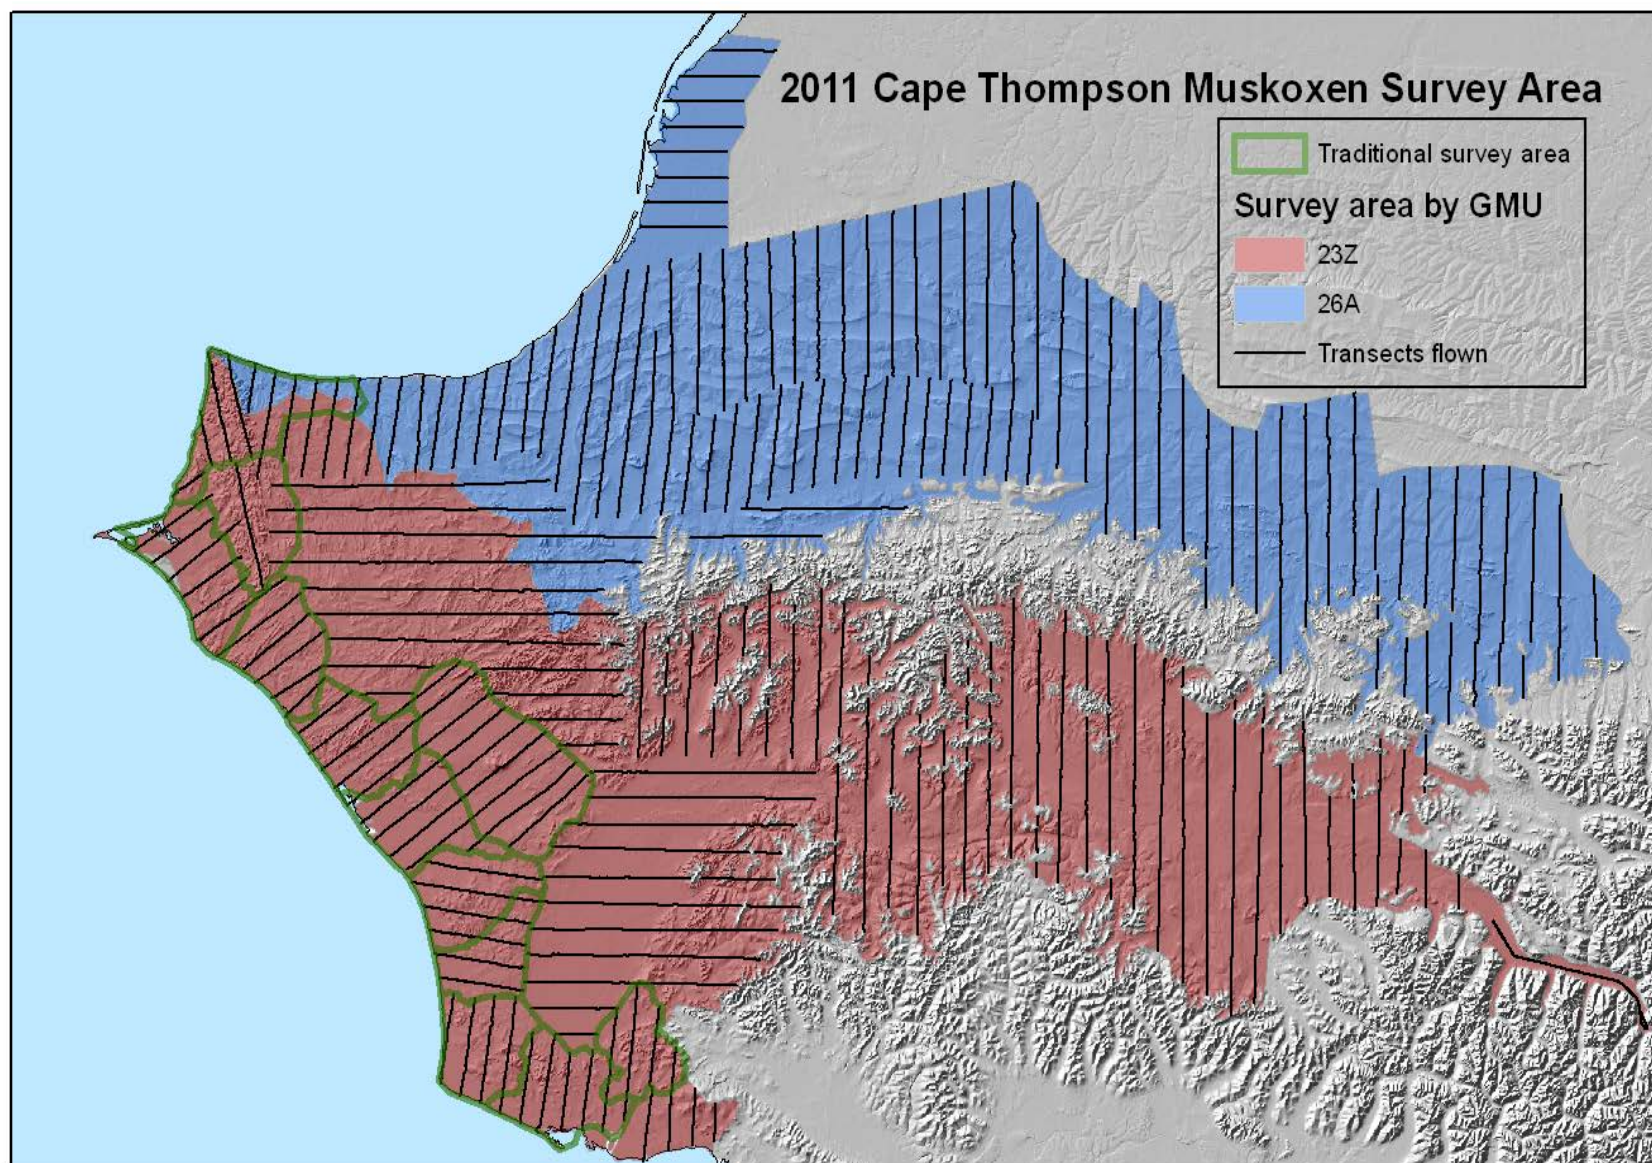 2011 Cape Thompson Muskoxen Survey Area
Traditional survey area
Survey area by GMU
23Z
26A
Transects flown